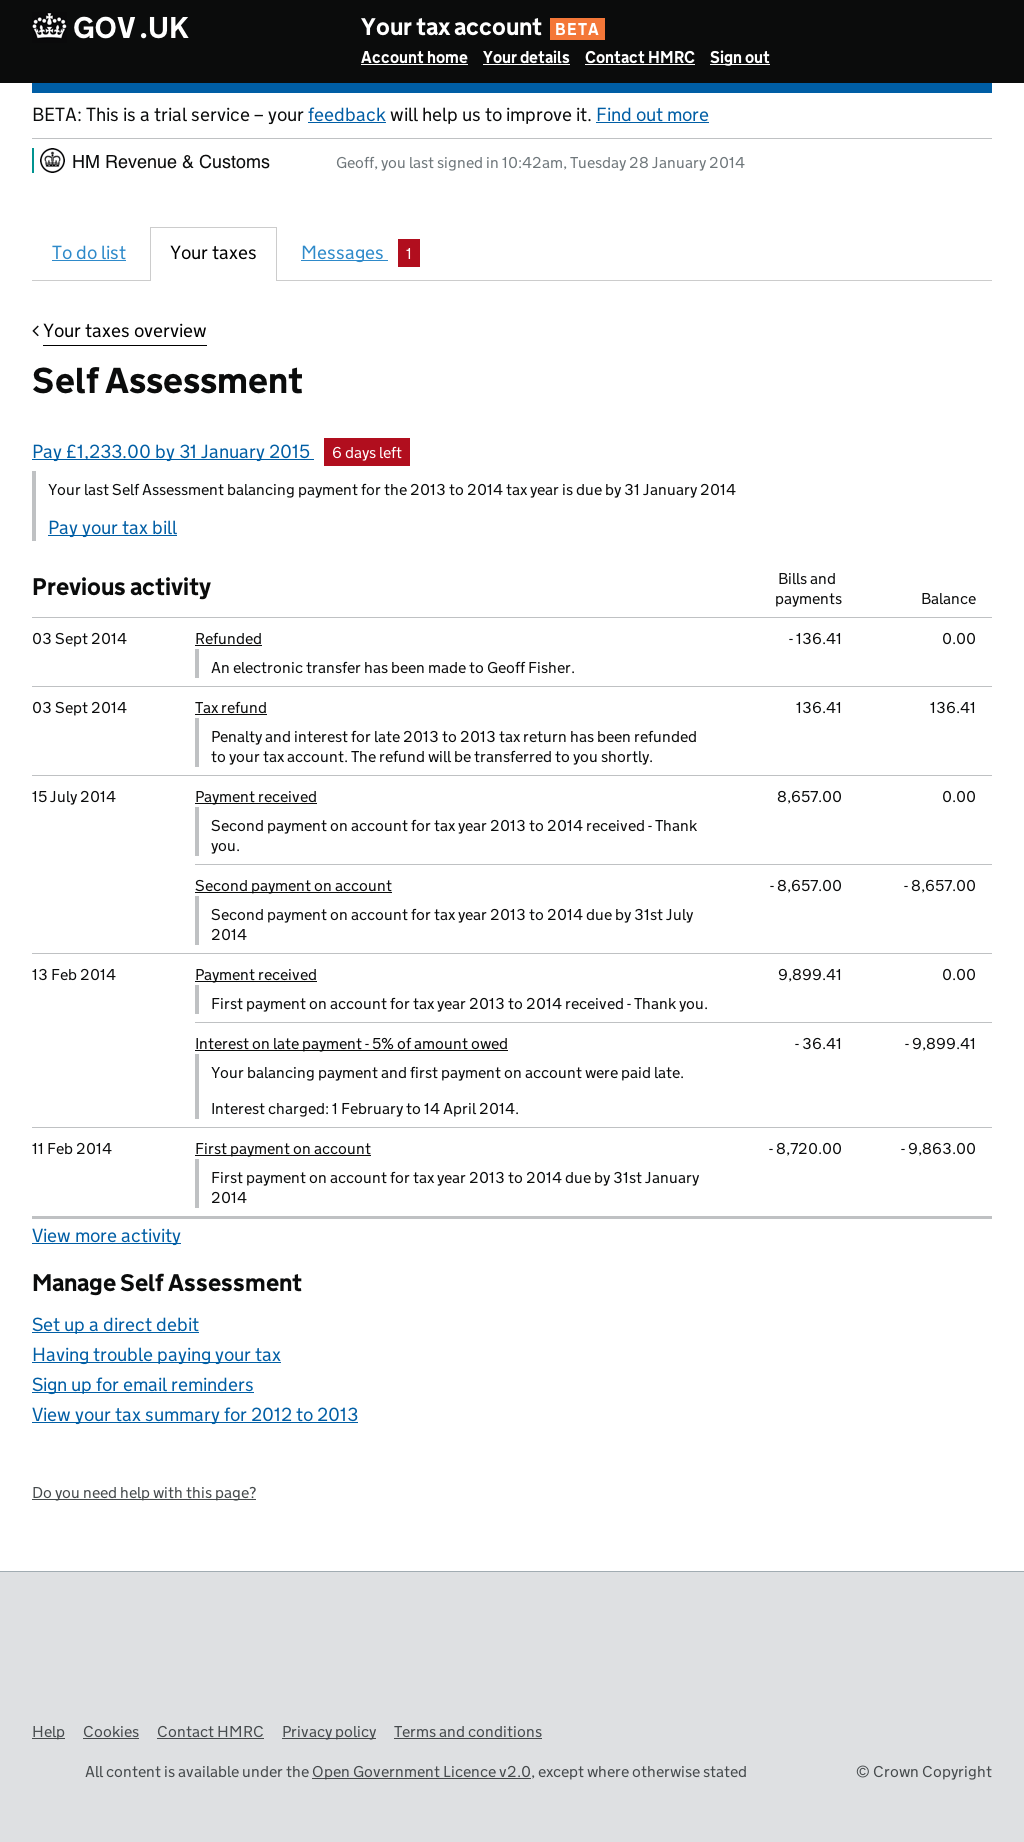 GOV.UK
Your tax account BETA
Account home Your details Contact HMRC Sign out
BETA: This is a trial service – your feedback will help us to improve it. Find out more
HM Revenue & Customs
Geoff, you last signed in 10:42am, Tuesday 28 January 2014
To do list Your taxes Messages 1
< Your taxes overview
Self Assessment
Pay £1,233.00 by 31 January 2015 6 days left
Your last Self Assessment balancing payment for the 2013 to 2014 tax year is due by 31 January 2014
Pay your tax bill
Previous activity
Bills and
payments
Balance
03 Sept 2014 Refunded - 136.41 0.00
An electronic transfer has been made to Geoff Fisher.
03 Sept 2014 Tax refund 136.41 136.41
Penalty and interest for late 2013 to 2013 tax return has been refunded
to your tax account. The refund will be transferred to you shortly.
15 July 2014 Payment received 8,657.00 0.00
Second payment on account for tax year 2013 to 2014 received - Thank
you.
Second payment on account - 8,657.00 - 8,657.00
Second payment on account for tax year 2013 to 2014 due by 31st July
2014
13 Feb 2014 Payment received 9,899.41 0.00
First payment on account for tax year 2013 to 2014 received - Thank you.
Interest on late payment - 5% of amount owed - 36.41 - 9,899.41
Your balancing payment and first payment on account were paid late.
Interest charged: 1 February to 14 April 2014.
11 Feb 2014 First payment on account - 8,720.00 - 9,863.00
First payment on account for tax year 2013 to 2014 due by 31st January
2014
View more activity
Manage Self Assessment
Set up a direct debit
Having trouble paying your tax
Sign up for email reminders
View your tax summary for 2012 to 2013
Do you need help with this page?
Help Cookies Contact HMRC Privacy policy Terms and conditions
All content is available under the Open Government Licence v2.0, except where otherwise stated
© Crown Copyright